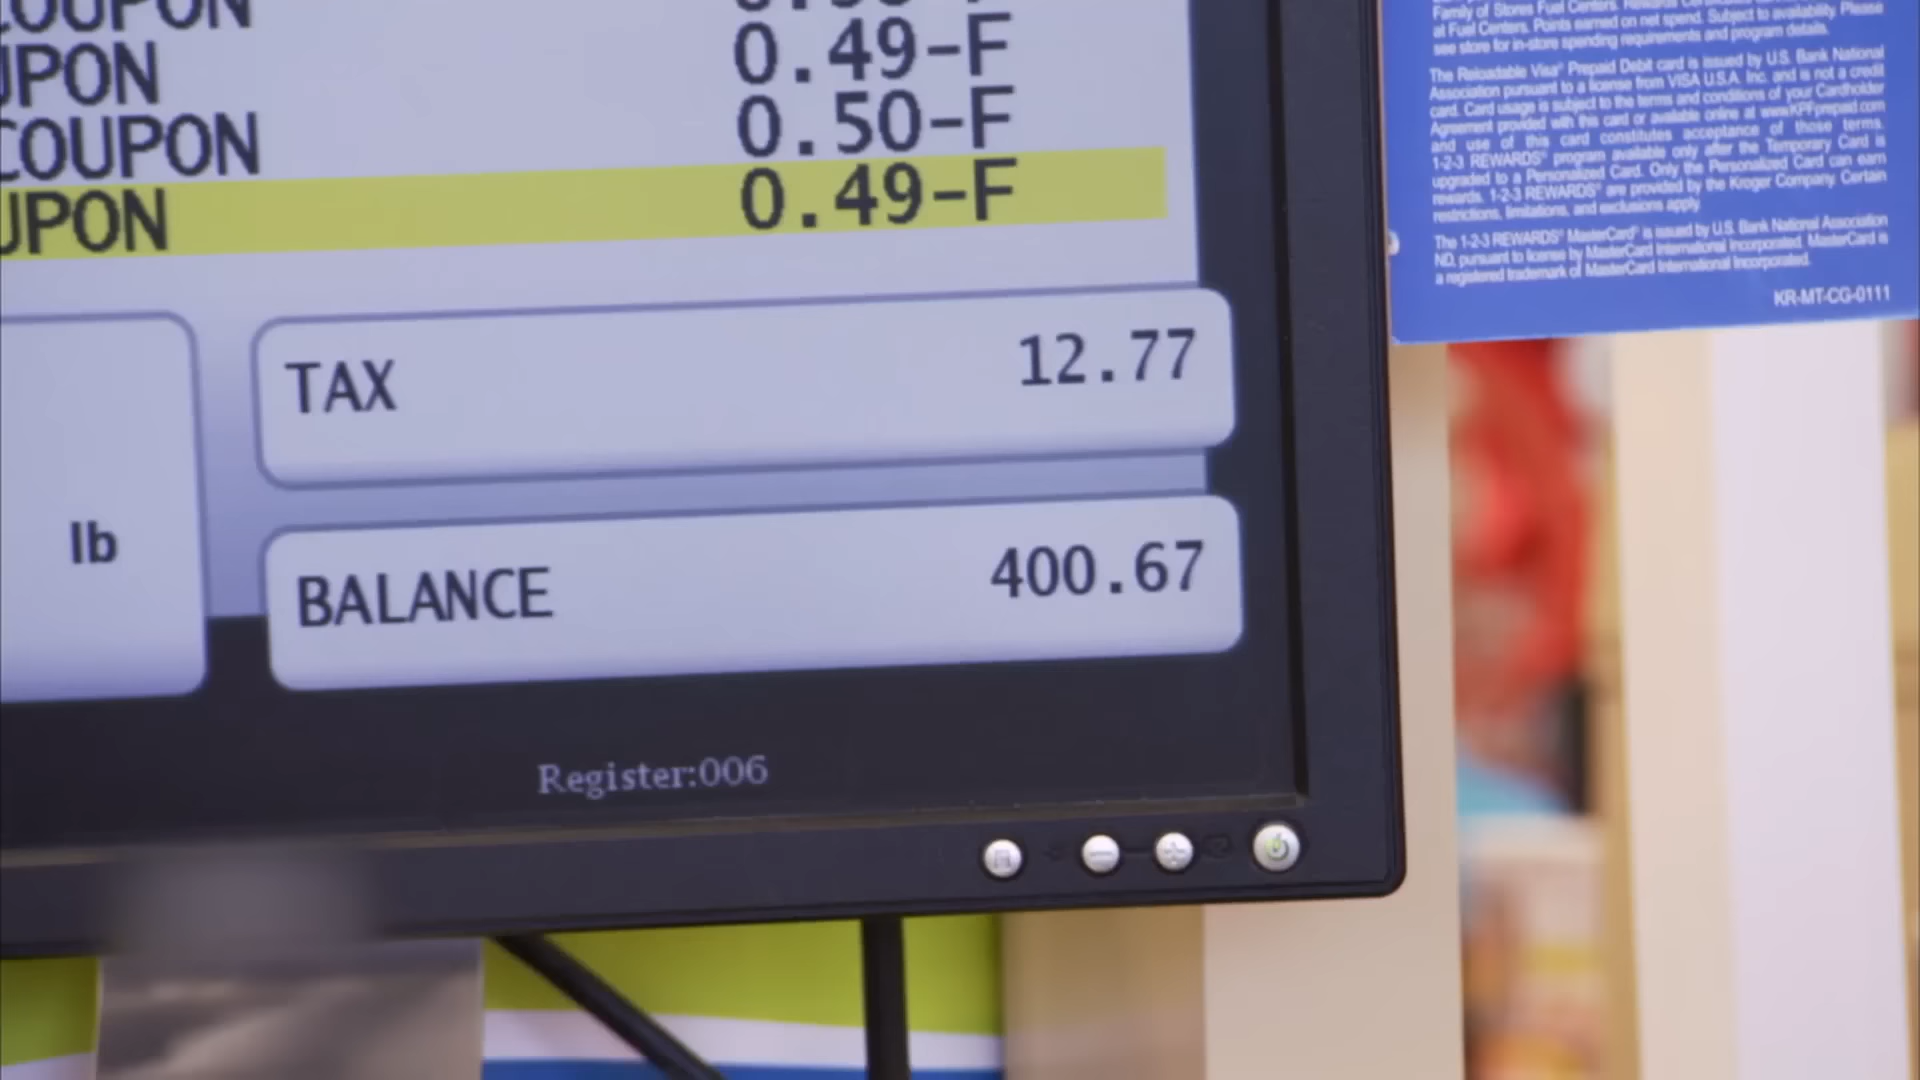 COUPON
UPON 0.49-F
COUPON 0.50-F
UPON 0.49-F
TAX 12.77
lb
BALANCE 400.67
Register:006
Family of Stores Fuel Centers.
at Fuel Centers. Points earned on net spend. Subject to availability. Please
see store for in-store spending requirements and program details.
The Reloadable Visa® Prepaid Debit card is issued by U.S. Bank National
Association pursuant to a license from VISA U.S.A. Inc. and is not a credit
card. Card usage is subject to the terms and conditions of your Cardholder
Agreement provided with this card or available online at www.KPFprepaid.com
and use of this card constitutes acceptance of those terms.
1-2-3 REWARDS® program available only after the Temporary Card is
upgraded to a Personalized Card. Only the Personalized Card can earn
rewards. 1-2-3 REWARDS® are provided by the Kroger Company. Certain
restrictions, limitations, and exclusions apply.
The 1-2-3 REWARDS® MasterCard® is issued by U.S. Bank National Association
ND, pursuant to license by MasterCard International Incorporated. MasterCard is
a registered trademark of MasterCard International Incorporated.
KR-MT-CG-0111